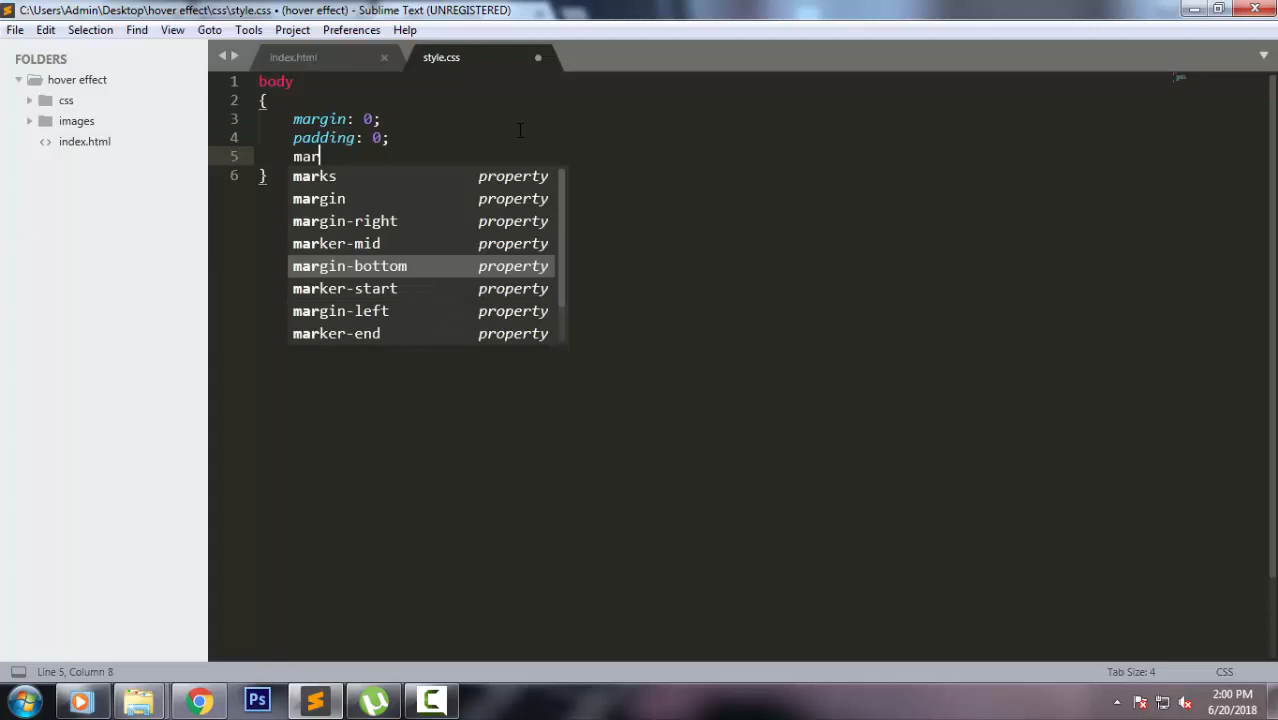 C:\Users\Admin\Desktop\hover effect\css\style.css • (hover effect) - Sublime Text (UNREGISTERED)
File Edit Selection Find View Goto Tools Project Preferences Help
FOLDERS
hover effect
css
images
index.html
index.html style.css
1 body
2 {
3 margin: 0;
4 padding: 0;
5 mar
6 }
marks property
margin property
margin-right property
marker-mid property
margin-bottom property
marker-start property
margin-left property
marker-end property
Line 5, Column 8 Tab Size: 4 CSS
Ps
2:00 PM
6/20/2018